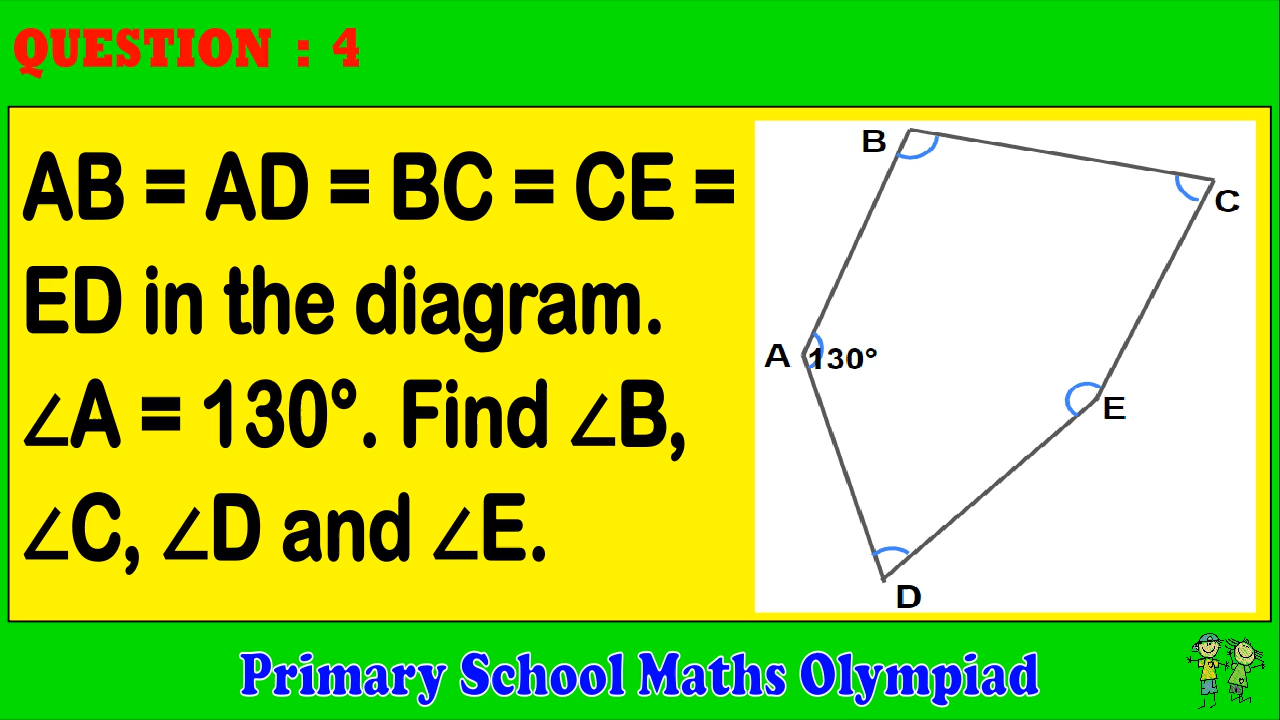 QUESTION : 4
AB = AD = BC = CE =
ED in the diagram.
∠A = 130°. Find ∠B,
∠C, ∠D and ∠E.
B
C
A 130°
E
D
Primary School Maths Olympiad